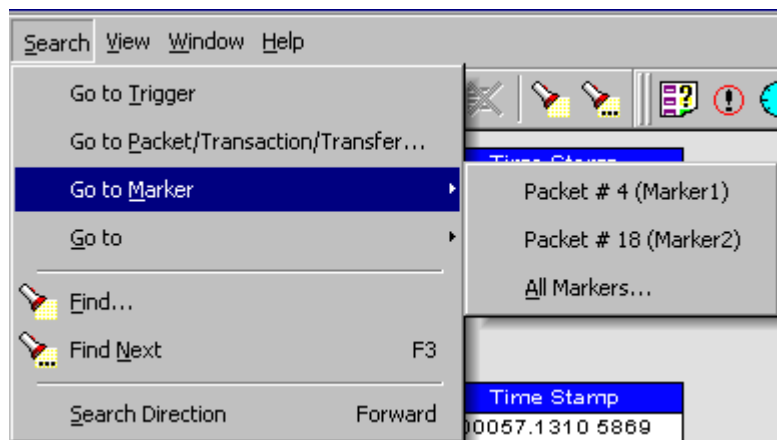 Search View Window Help
Go to Trigger
Go to Packet/Transaction/Transfer...
Go to Marker
Packet # 4 (Marker1)
Go to
Packet # 18 (Marker2)
All Markers...
Find...
Find Next F3
Time Stamp
Search Direction Forward
00057.1310 5869